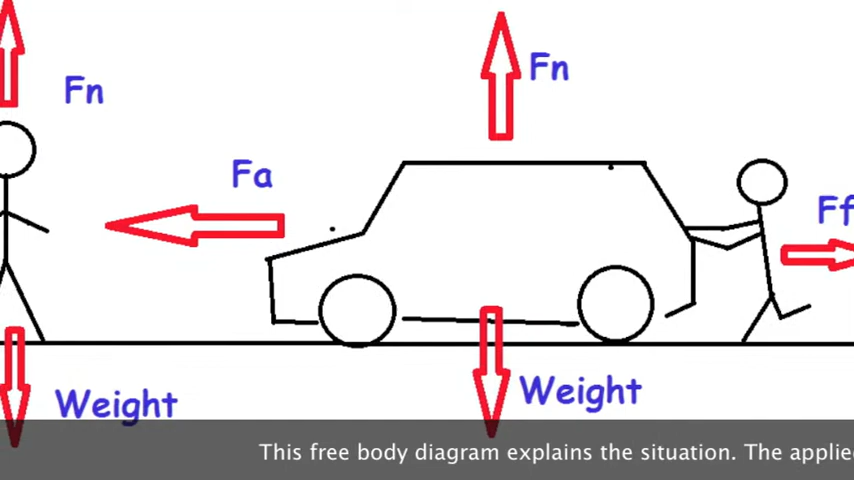 Fn
Fn
Fa
Ff
Weight
Weight
This free body diagram explains the situation. The applie